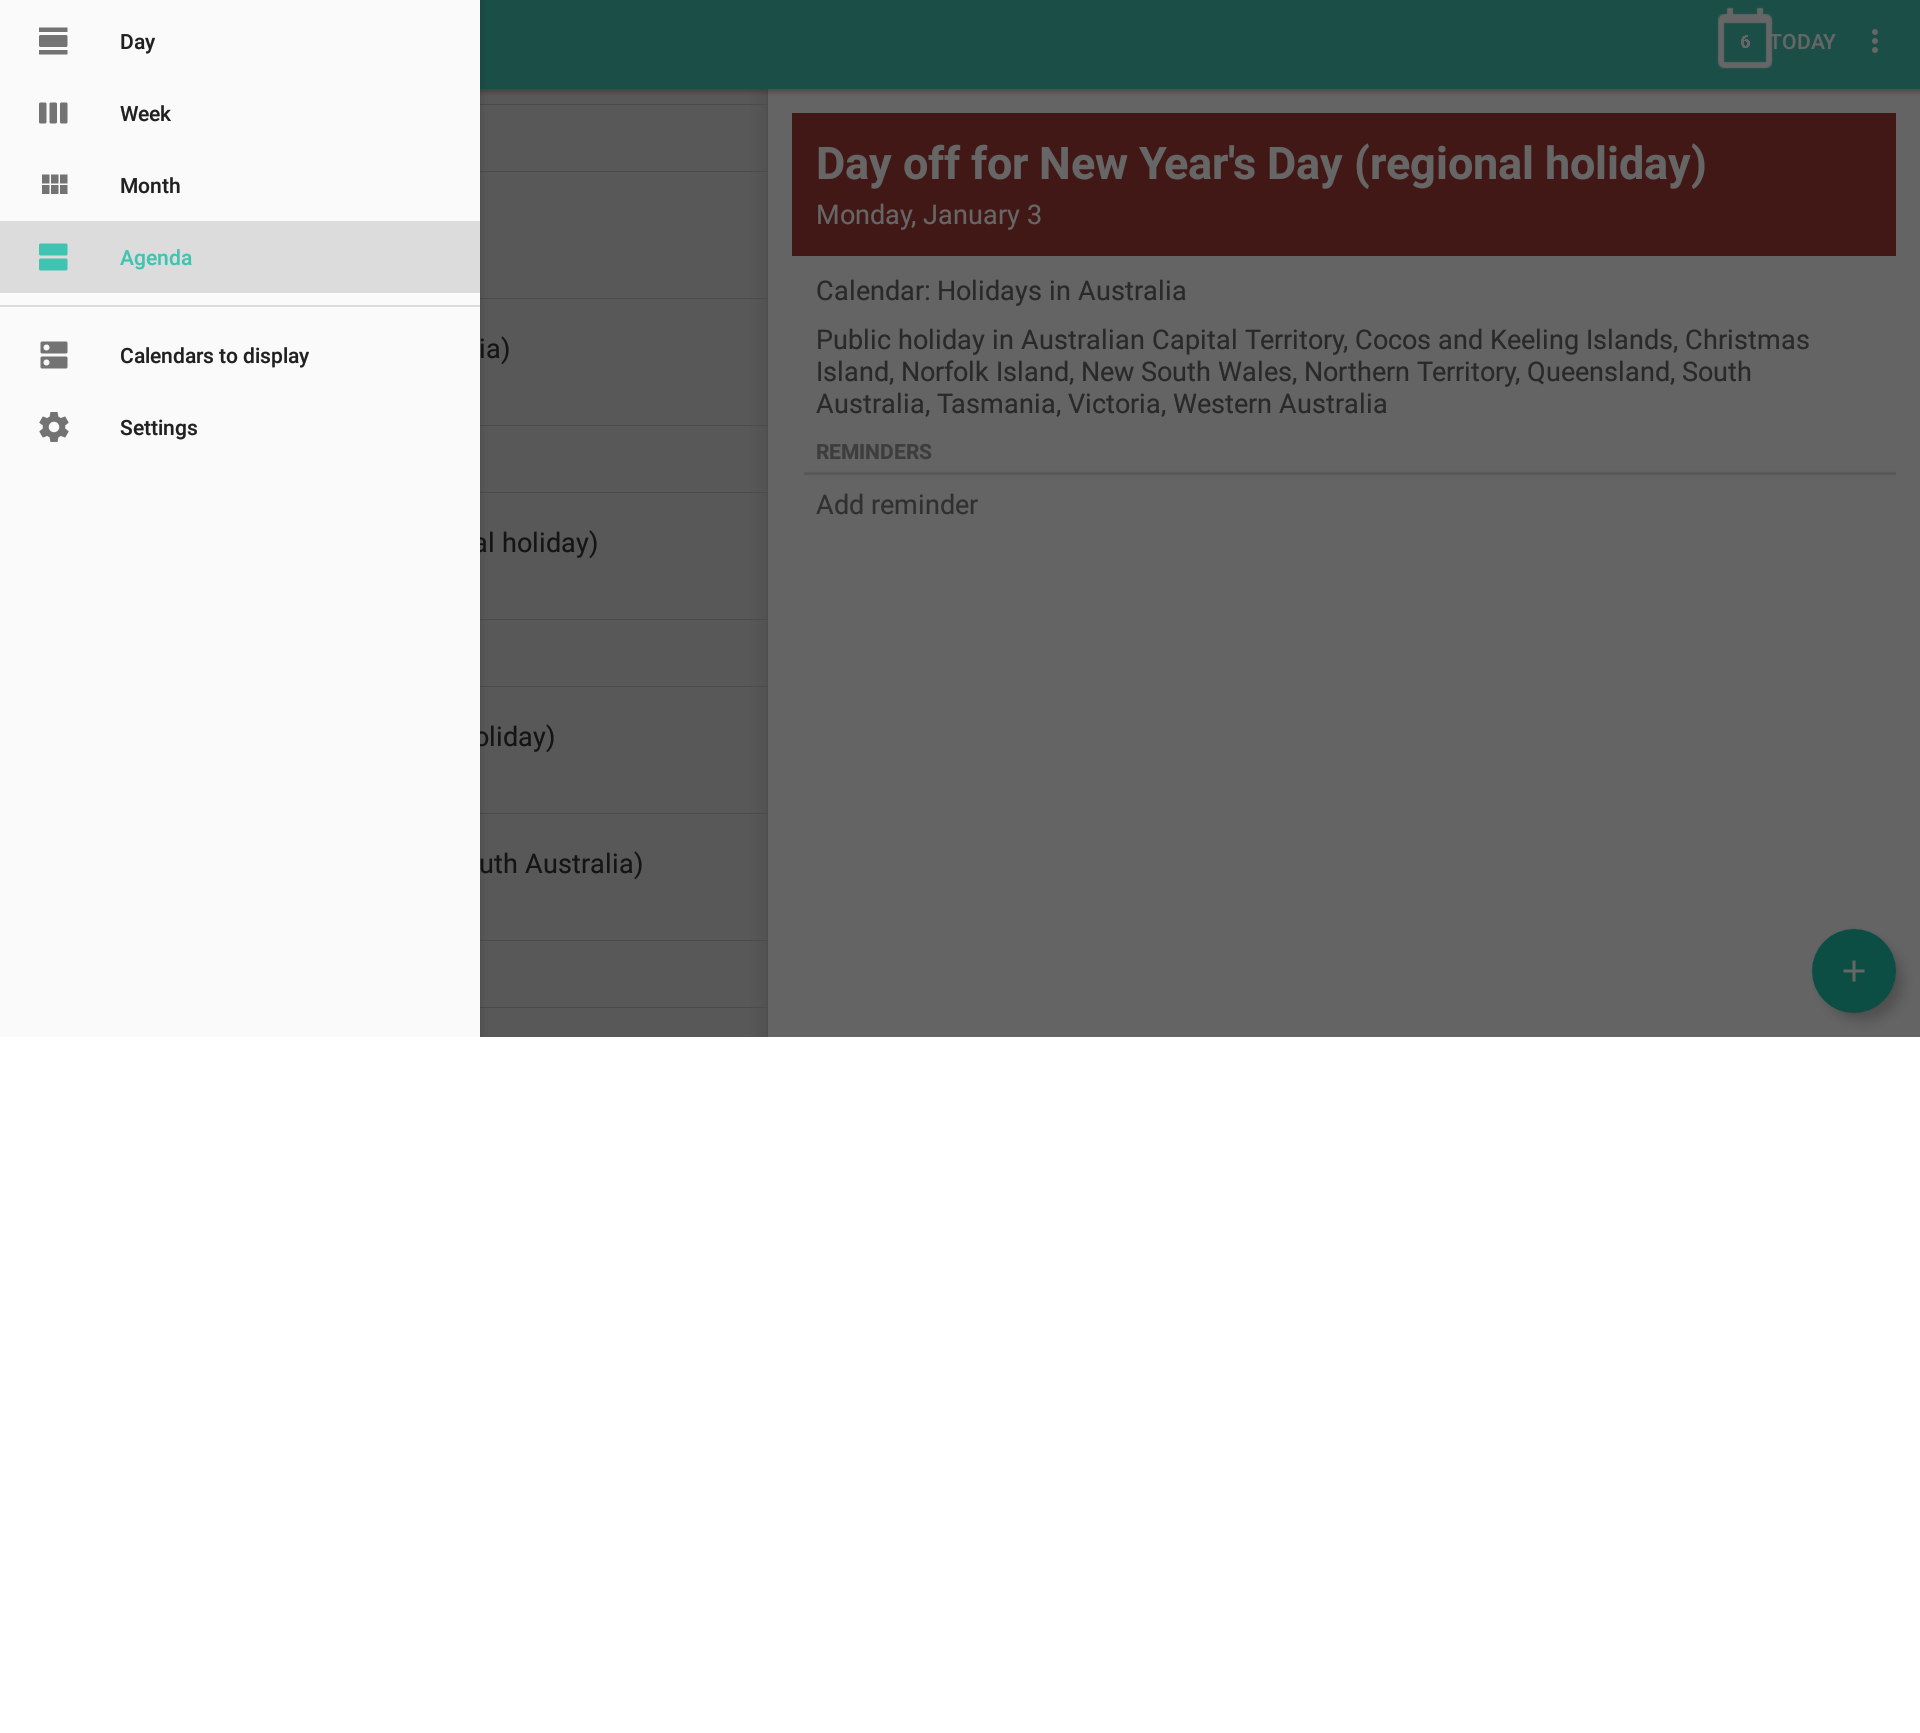 Day
Week
Month
Agenda
Calendars to display
Settings
6 TODAY
ia)
al holiday)
oliday)
uth Australia)
Day off for New Year's Day (regional holiday)
Monday, January 3
Calendar: Holidays in Australia
Public holiday in Australian Capital Territory, Cocos and Keeling Islands, Christmas
Island, Norfolk Island, New South Wales, Northern Territory, Queensland, South
Australia, Tasmania, Victoria, Western Australia
REMINDERS
Add reminder